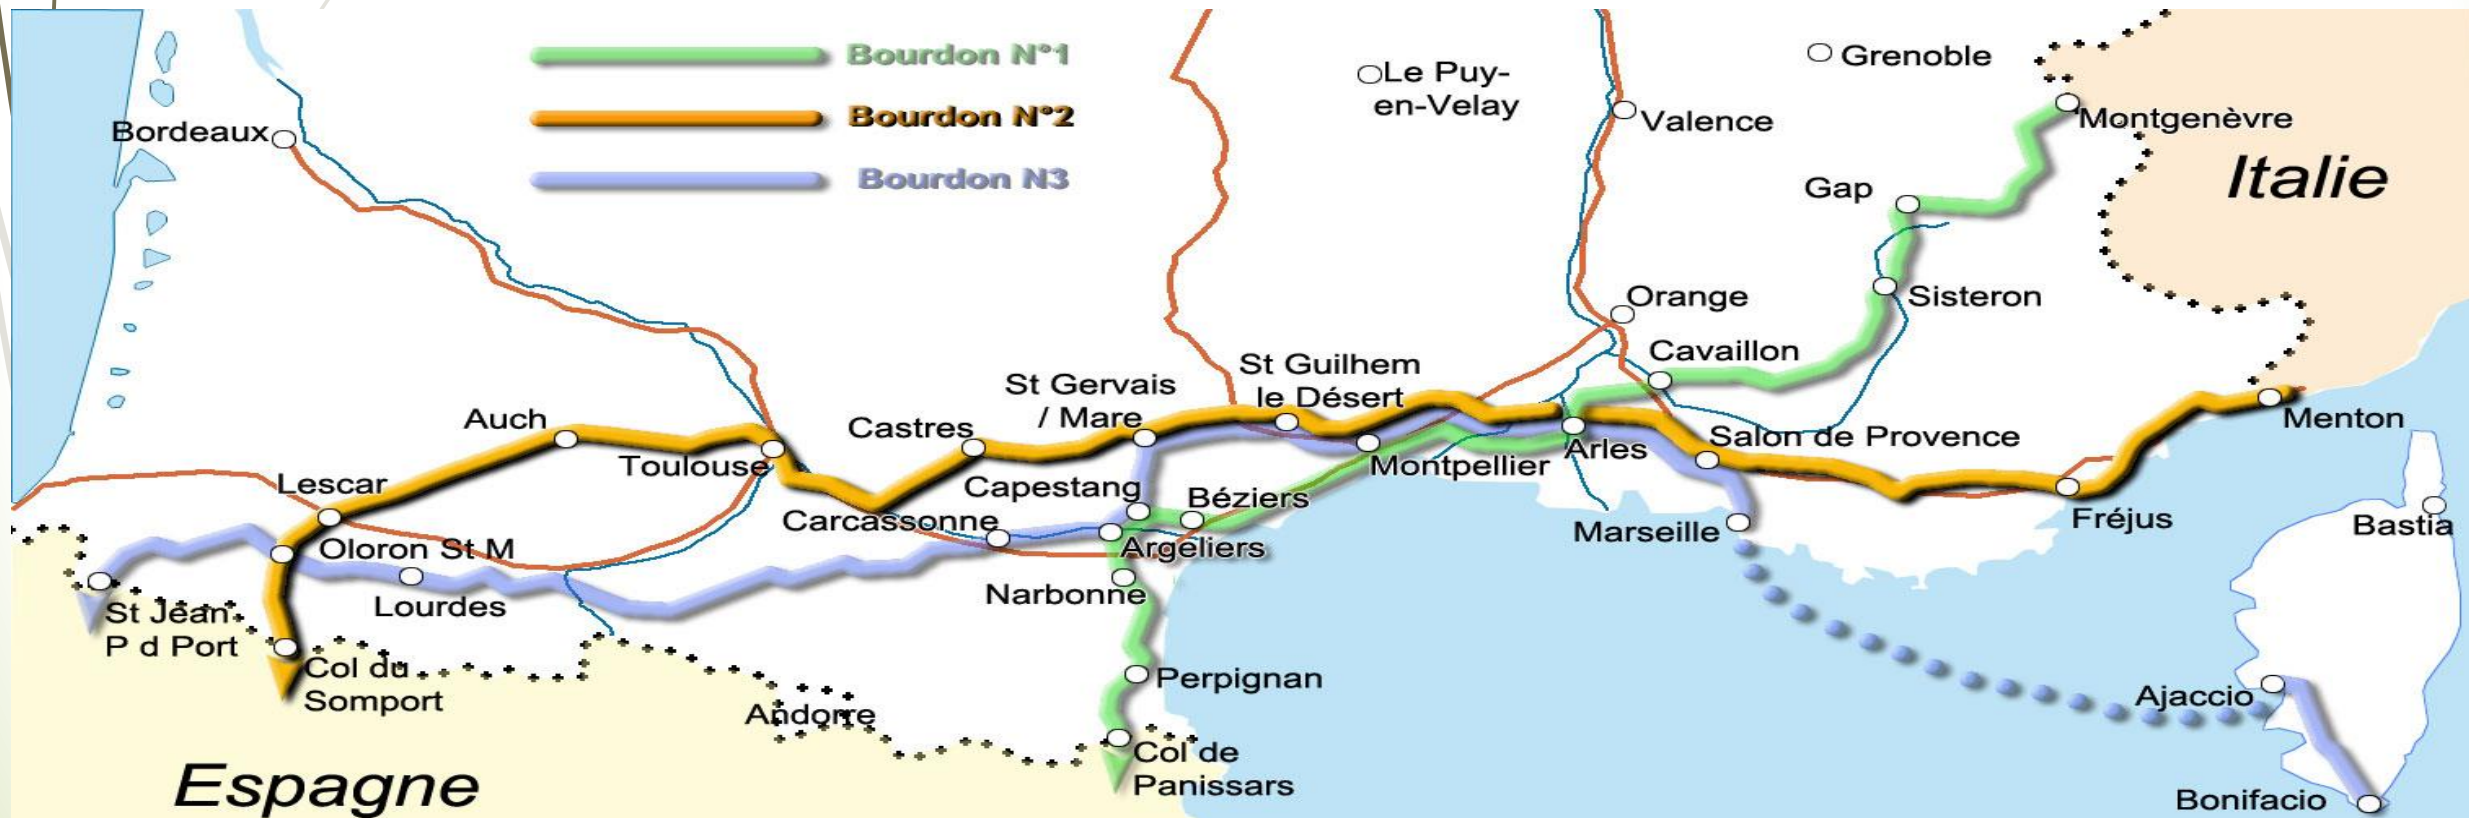 Bourdon N°1
Grenoble
Le Puy-
en-Velay
Bourdon N°2
Valence
Montgenèvre
Bordeaux
Bourdon N3
Italie
Gap
Orange
Sisteron
Cavaillon
St Guilhem
le Désert
St Gervais
/ Mare
Auch
Castres
Menton
Toulouse
Salon de Provence
Arles
Montpellier
Lescar
Capestang
Béziers
Carcassonne
Marseille
Fréjus
Bastia
Oloron St M
Argeliers
Narbonne
Lourdes
St Jean
P d Port
Col du
Somport
Perpignan
Andorre
Ajaccio
Col de
Panissars
Espagne
Bonifacio